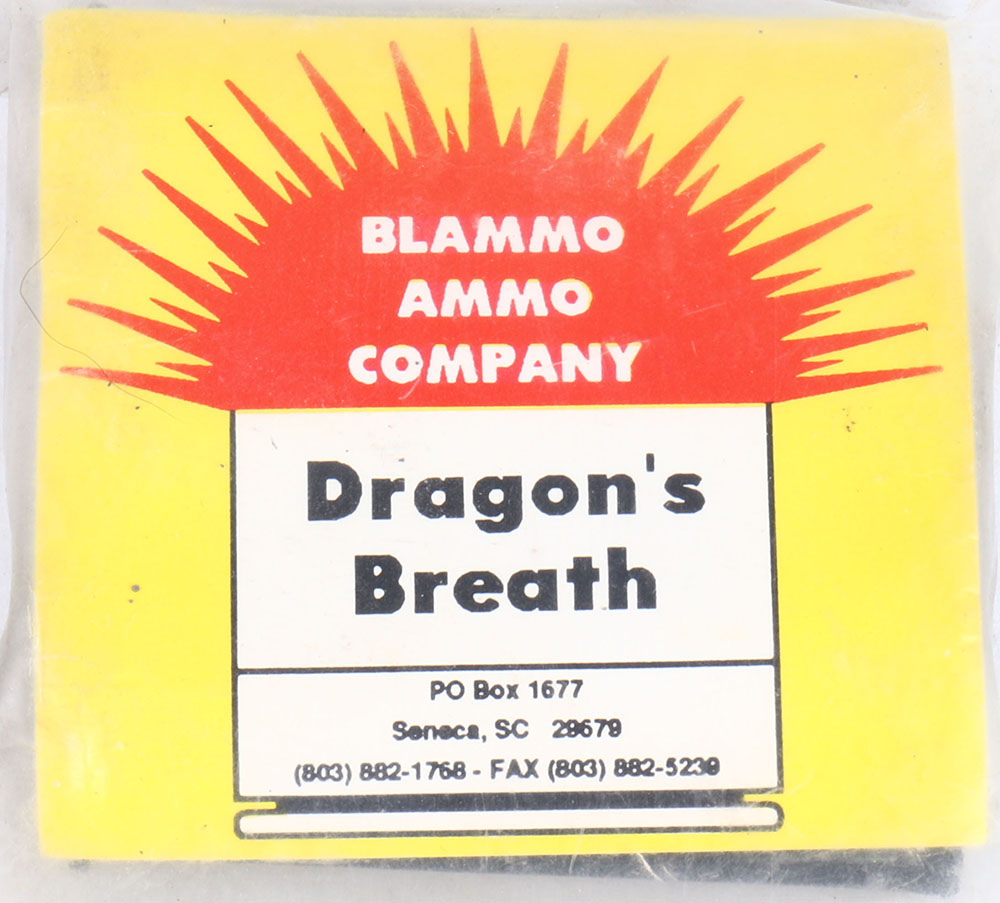 BLAMMO
AMMO
COMPANY
Dragon's
Breath
PO Box 1677
Seneca, SC 29679
(803) 882-1768 - FAX (803) 882-5239